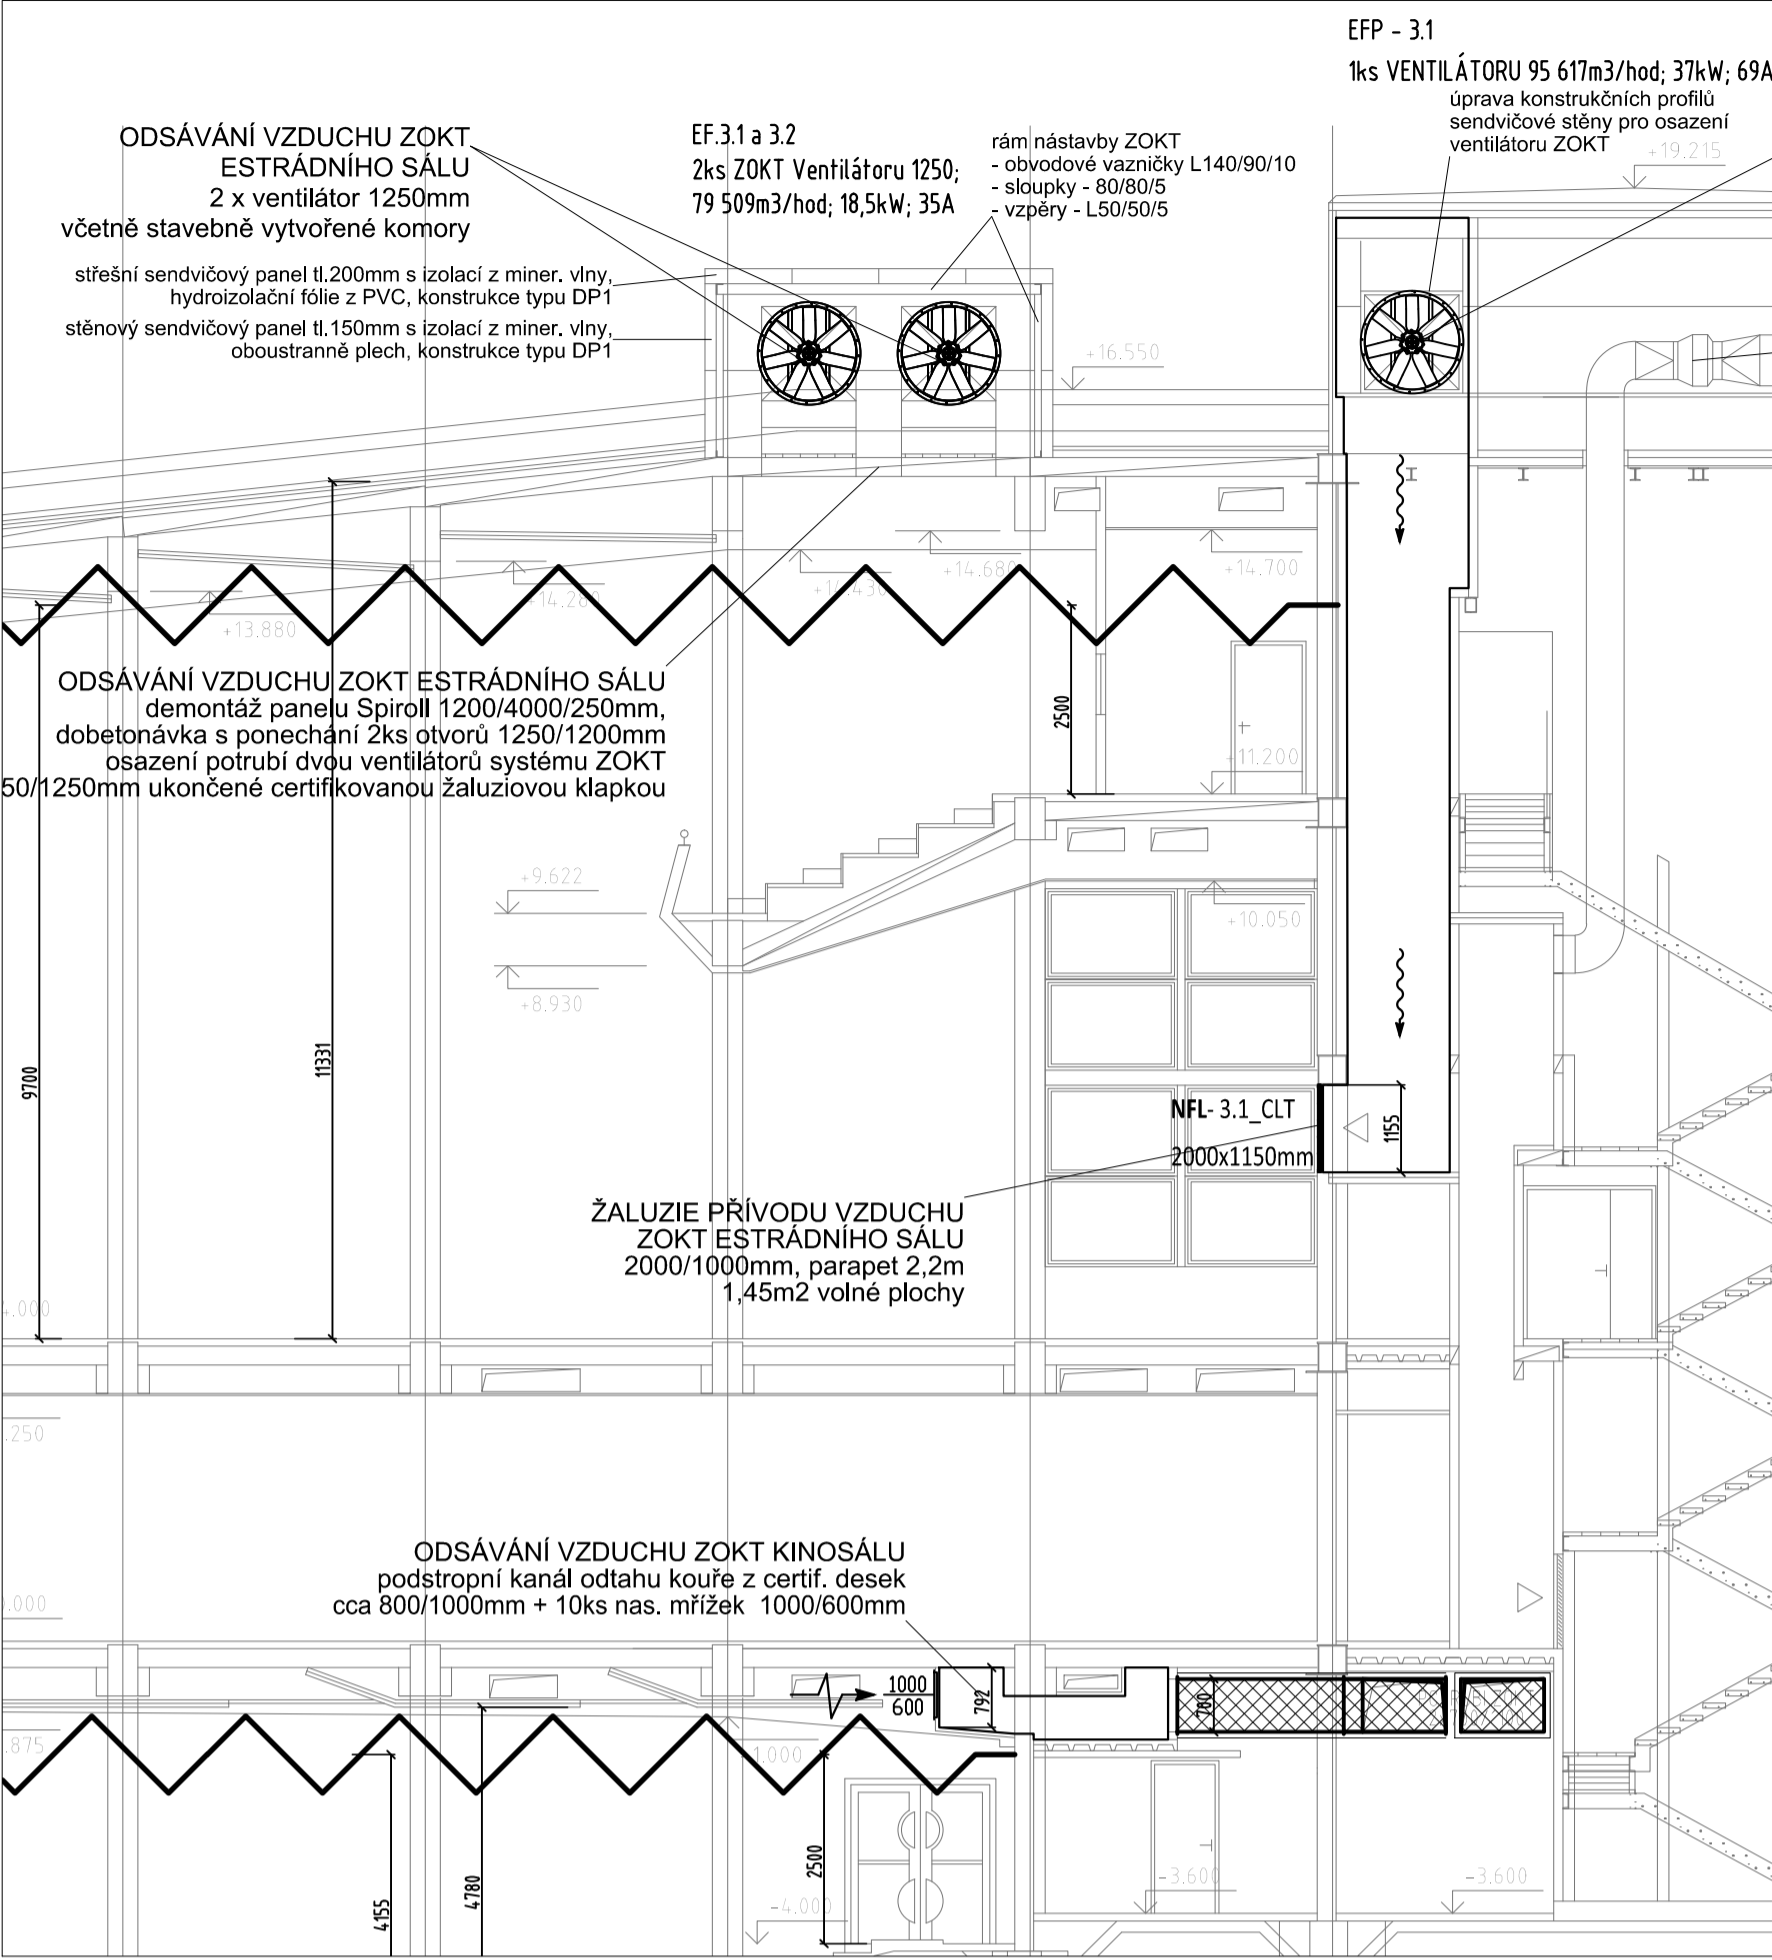 EFP - 3.1
1ks VENTILÁTORU 95 617m3/hod; 37kW; 69A
úprava konstrukčních profilů
sendvičové stěny pro osazení
ventilátoru ZOKT
+19.215
ODSÁVÁNÍ VZDUCHU ZOKT
ESTRÁDNÍHO SÁLU
2 x ventilátor 1250mm
včetně stavebně vytvořené komory
EF.3.1 a 3.2
2ks ZOKT Ventilátoru 1250;
79 509m3/hod; 18,5kW; 35A
rám nástavby ZOKT
- obvodové vazničky L140/90/10
- sloupky - 80/80/5
- vzpěry - L50/50/5
střešní sendvičový panel tl.200mm s izolací z miner. vlny,
hydroizolační fólie z PVC, konstrukce typu DP1
stěnový sendvičový panel tl.150mm s izolací z miner. vlny,
oboustranně plech, konstrukce typu DP1
+16.550
+14.680
+14.700
+14.280
+14.430
+13.880
ODSÁVÁNÍ VZDUCHU ZOKT ESTRÁDNÍHO SÁLU
demontáž panelu Spiroll 1200/4000/250mm,
dobetonávka s ponechání 2ks otvorů 1250/1200mm
osazení potrubí dvou ventilátorů systému ZOKT
50/1250mm ukončené certifikovanou žaluziovou klapkou
2500
+11.200
+9.622
+10.050
+8.930
9700
11331
NFL- 3.1_CLT
2000x1150mm
1155
ŽALUZIE PŘÍVODU VZDUCHU
ZOKT ESTRÁDNÍHO SÁLU
2000/1000mm, parapet 2,2m
1,45m2 volné plochy
.000
.250
ODSÁVÁNÍ VZDUCHU ZOKT KINOSÁLU
podstropní kanál odtahu kouře z certif. desek
cca 800/1000mm + 10ks nas. mřížek 1000/600mm
.000
1000
600
792
780
.875
1.000
2500
4155
4780
-4.000
-3.600
-3.600